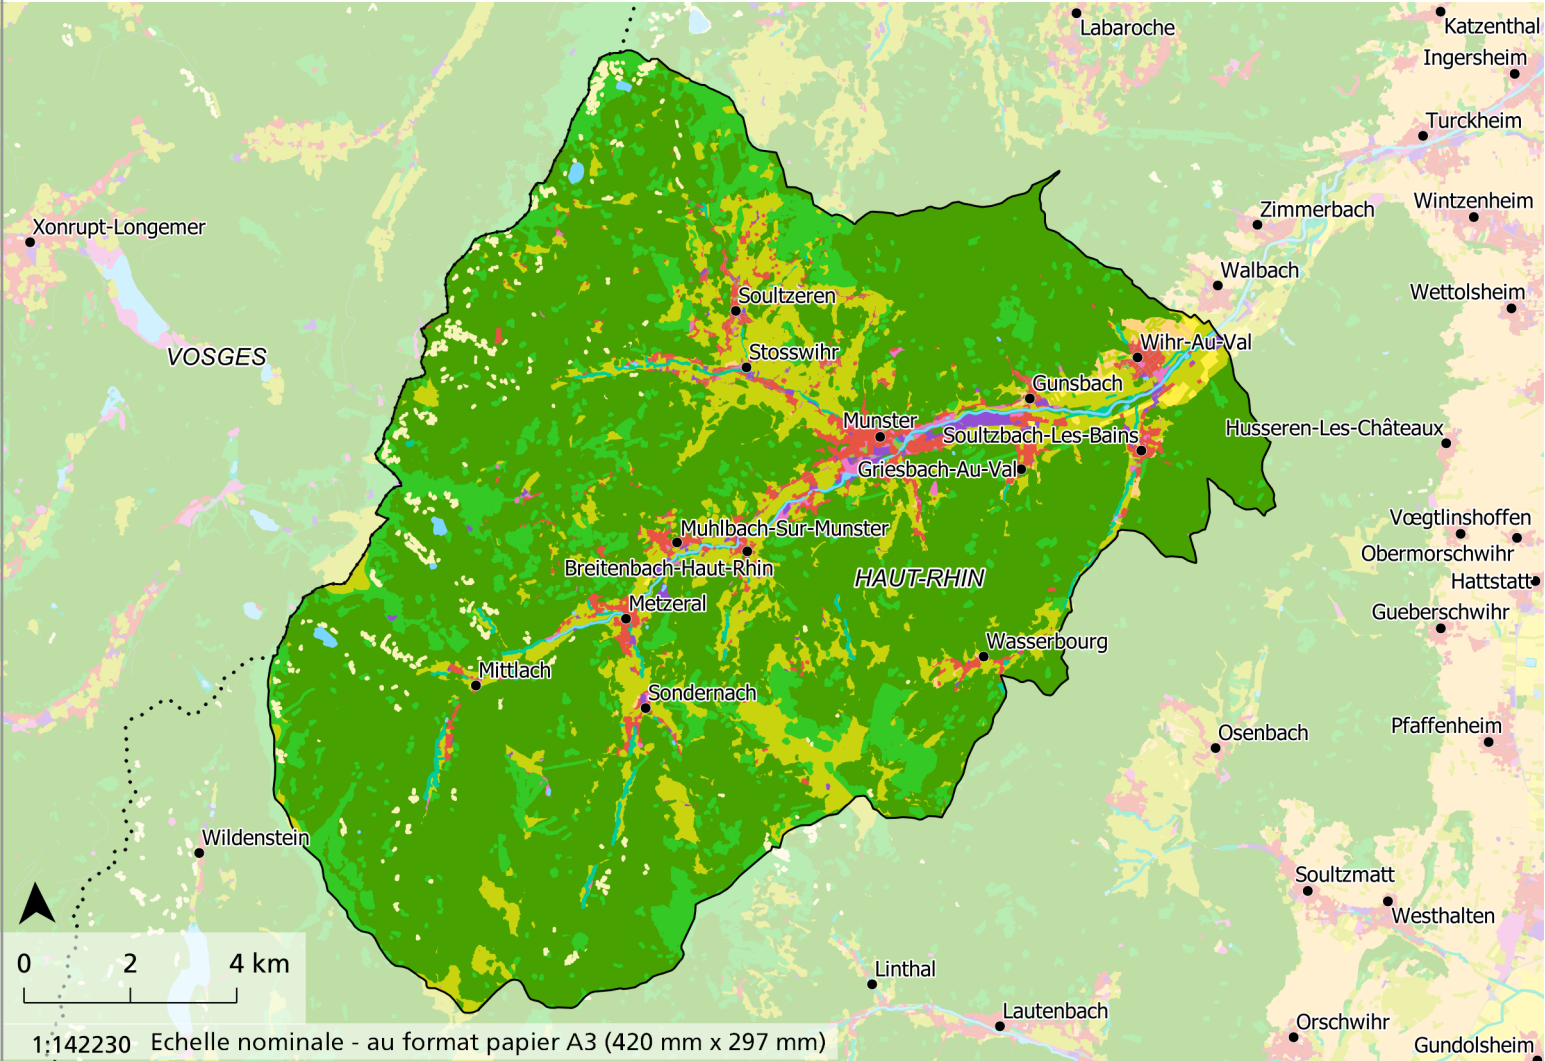 Labaroche
Katzenthal
Ingersheim
Turckheim
Wintzenheim
Zimmerbach
Xonrupt-Longemer
Walbach
Wettolsheim
Soultzeren
VOSGES
Stosswihr
Wihr-Au-Val
Gunsbach
Munster
Soultzbach-Les-Bains
Husseren-Les-Châteaux
Griesbach-Au-Val
Muhlbach-Sur-Munster
Vœgtlinshoffen
Obermorschwihr
Breitenbach-Haut-Rhin
HAUT-RHIN
Hattstatt
Metzeral
Gueberschwihr
Wasserbourg
Mittlach
Sondernach
Osenbach
Pfaffenheim
Wildenstein
Soultzmatt
Westhalten
Linthal
Lautenbach
Orschwihr
Gundolsheim
0 2 4 km
1:142230 Echelle nominale - au format papier A3 (420 mm x 297 mm)